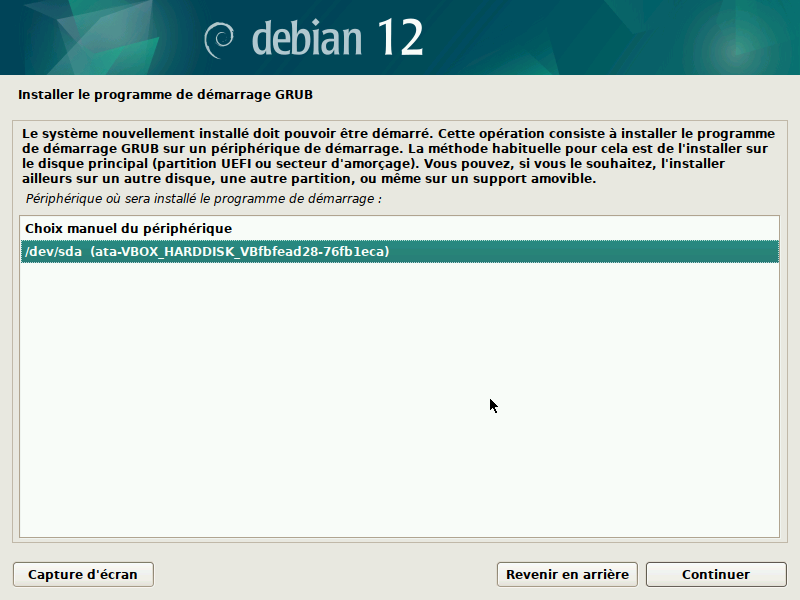 debian 12
Installer le programme de démarrage GRUB
Le système nouvellement installé doit pouvoir être démarré. Cette opération consiste à installer le programme
de démarrage GRUB sur un périphérique de démarrage. La méthode habituelle pour cela est de l'installer sur
le disque principal (partition UEFI ou secteur d'amorçage). Vous pouvez, si vous le souhaitez, l'installer
ailleurs sur un autre disque, une autre partition, ou même sur un support amovible.
Périphérique où sera installé le programme de démarrage :
Choix manuel du périphérique
/dev/sda  (ata-VBOX_HARDDISK_VBfbfead28-76fb1eca)
Capture d'écran
Revenir en arrière
Continuer